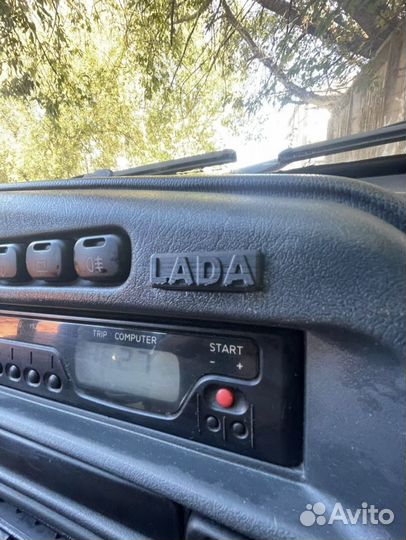 LADA
TRIP COMPUTER
START
- +
Avito